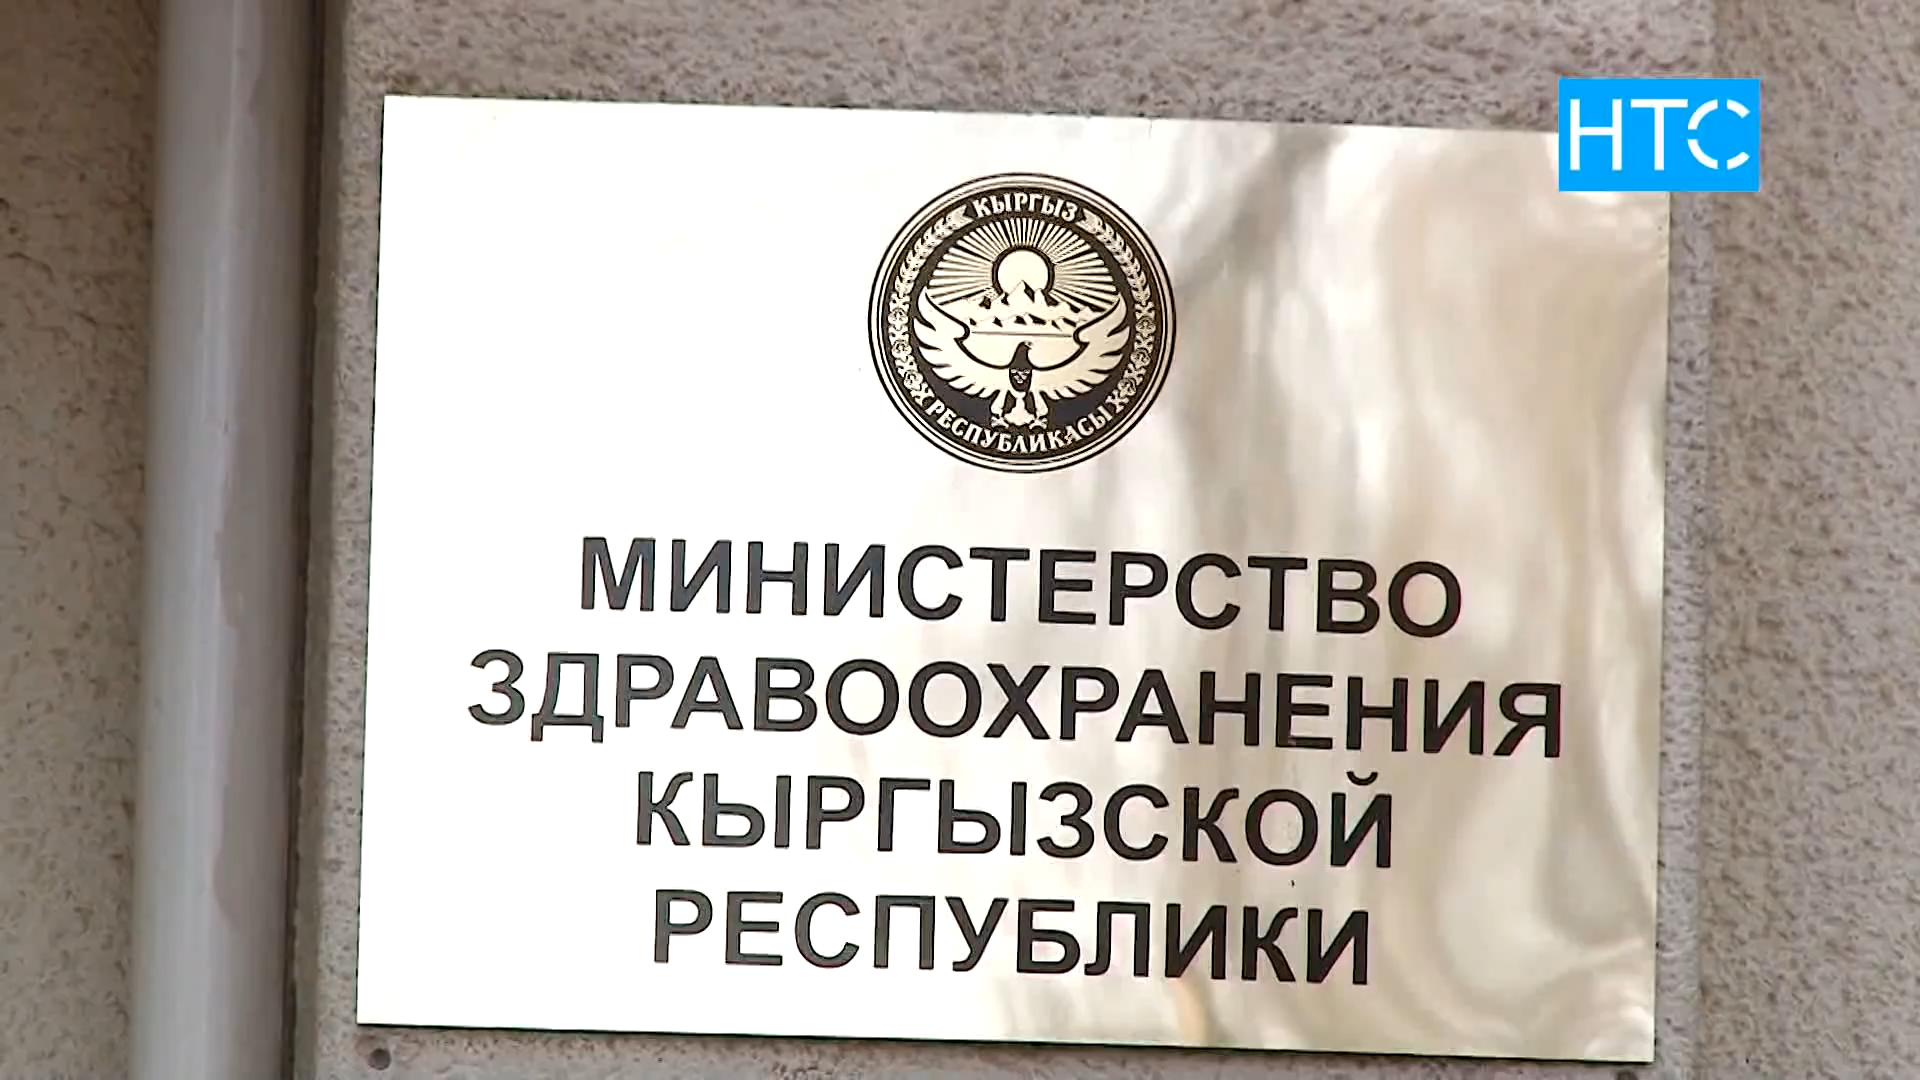 НТС
КЫРГЫЗ
РЕСПУБЛИКАСЫ
МИНИСТЕРСТВО
ЗДРАВООХРАНЕНИЯ
КЫРГЫЗСКОЙ
РЕСПУБЛИКИ